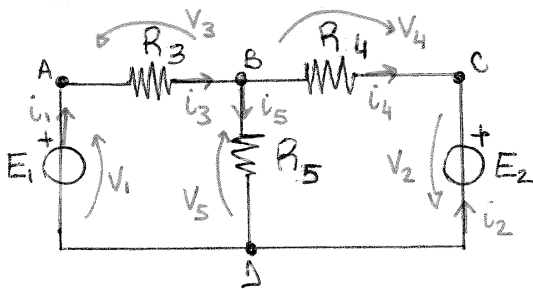 V3 V4
R3 R4
A B C
i1 i3 i5 i4
+ +
E1 V1 V5 R5 V2 E2
i2
D